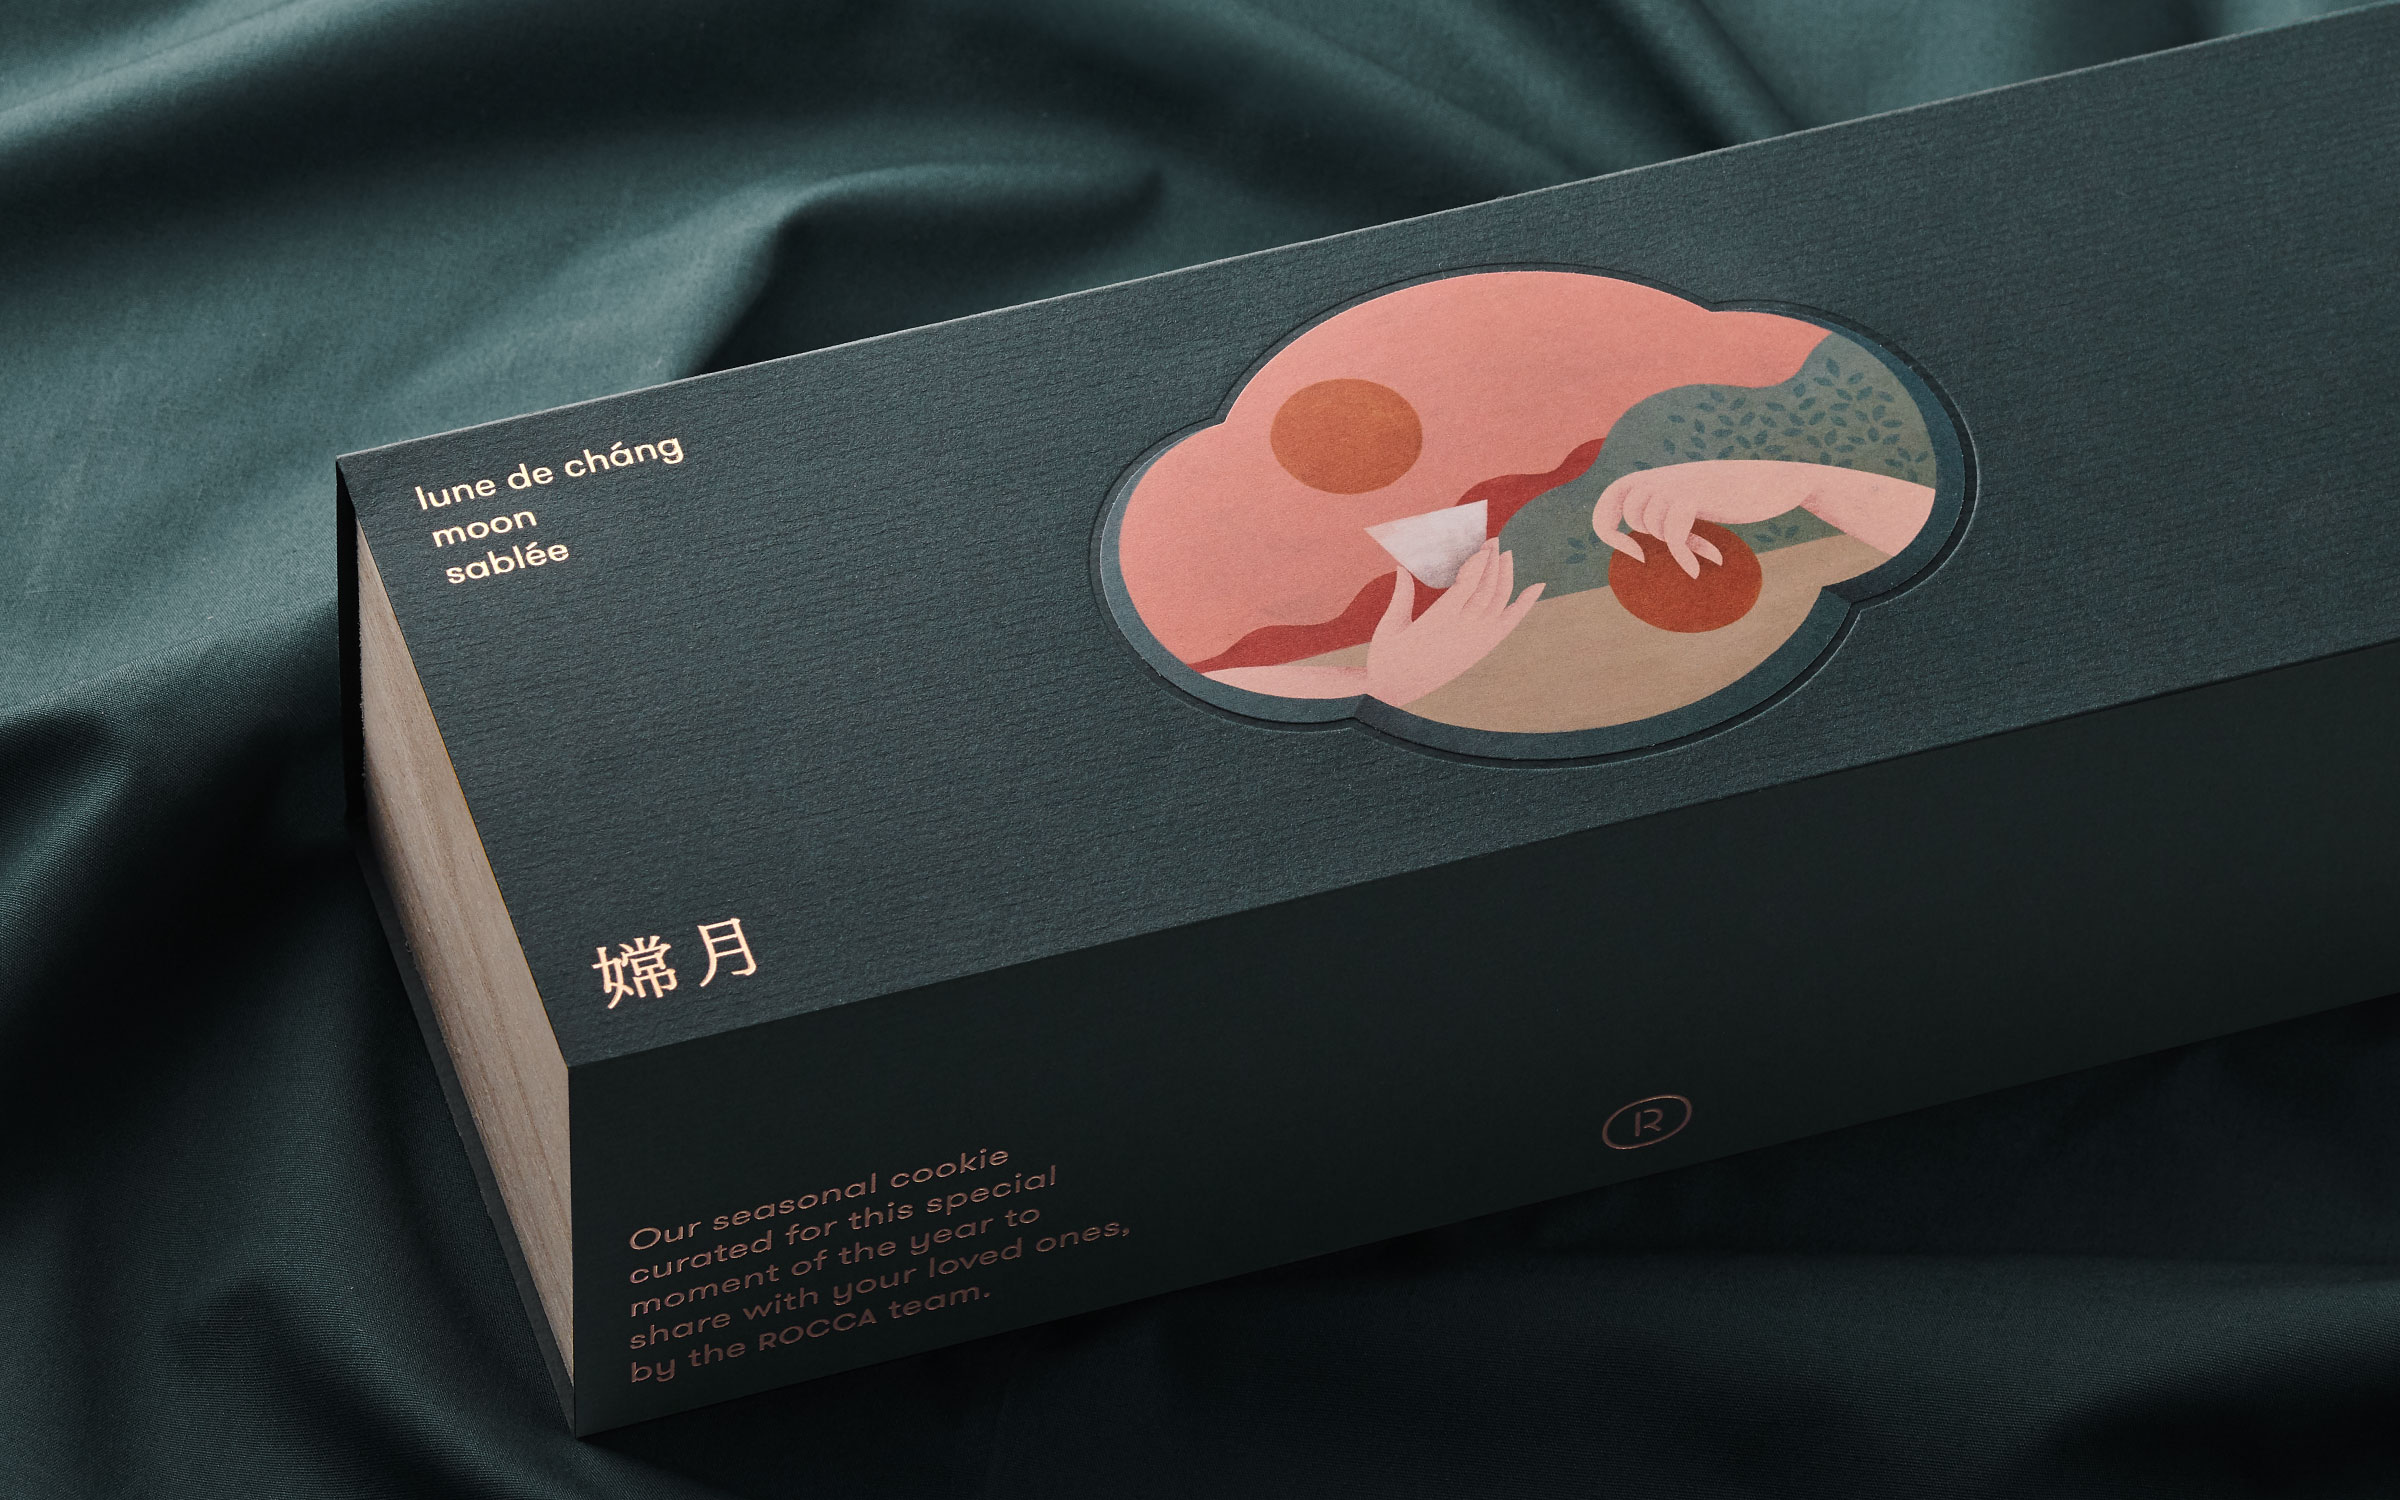 lune de cháng
moon
sablée
嫦月
Our seasonal cookie
curated for this special
moment of the year to
share with your loved ones,
by the ROCCA team.
R